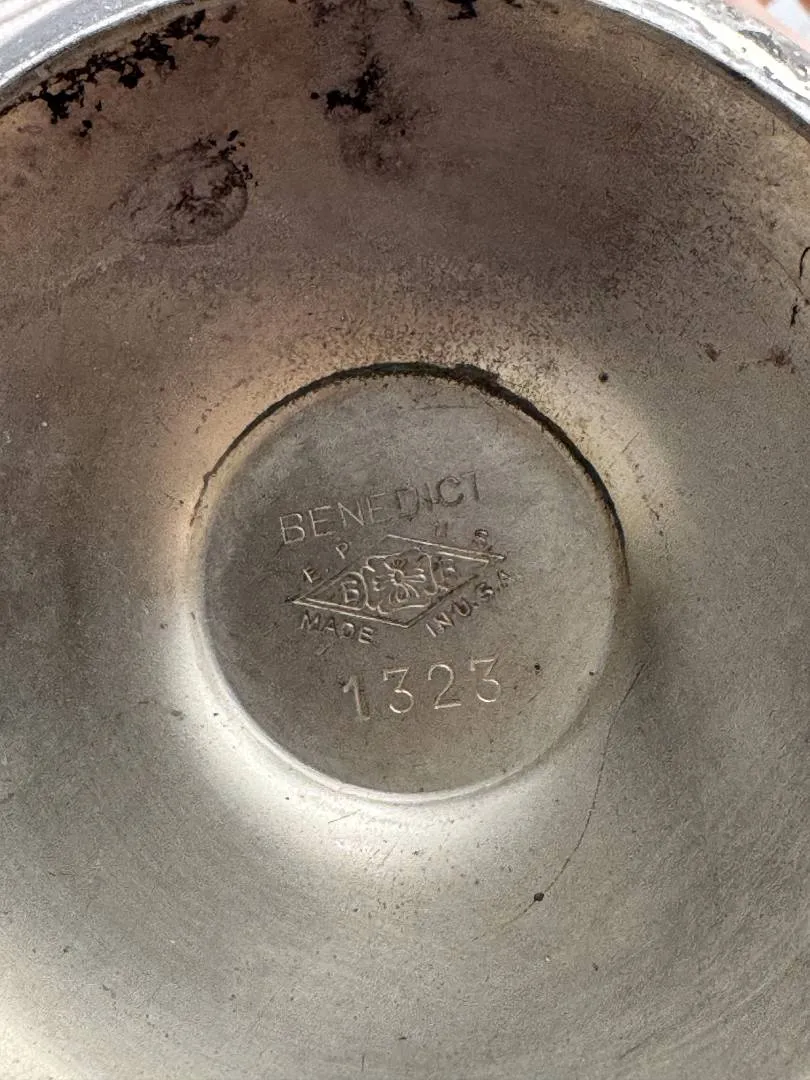 BENEDICT
E. P. N S
B E
MADE IN U.S.A.
1323